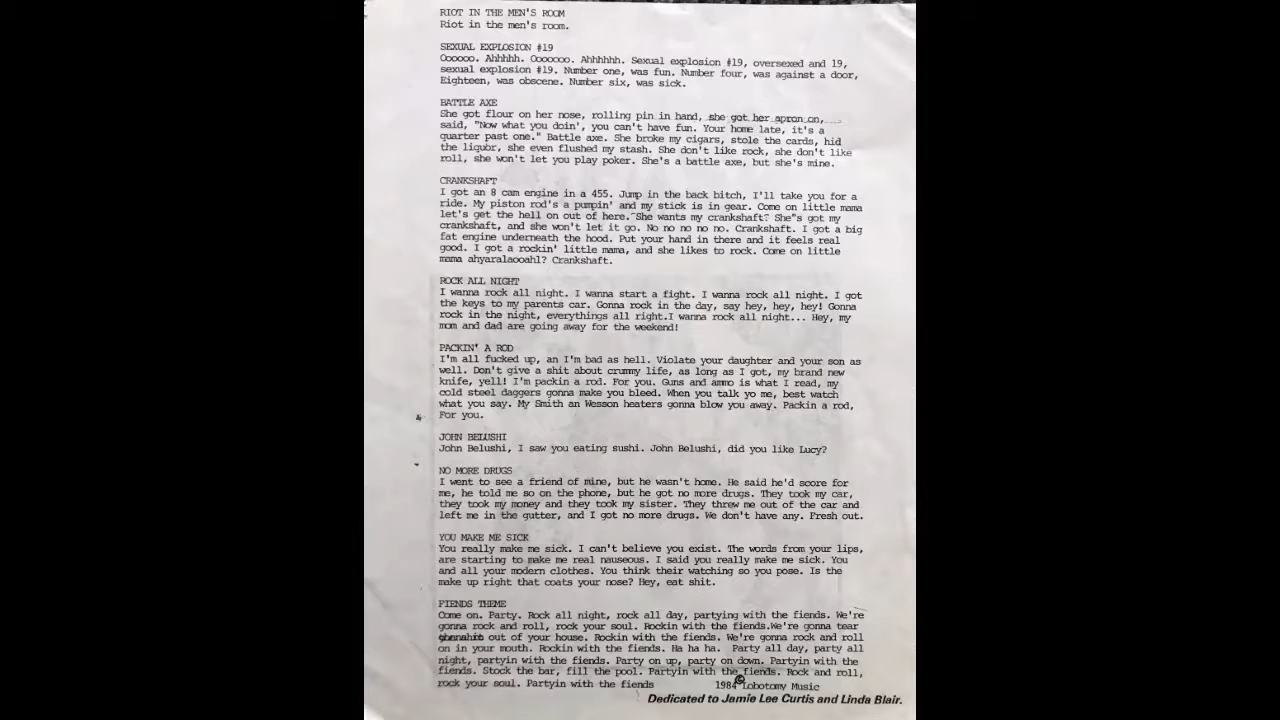 RIOT IN THE MEN'S ROOM
Riot in the men's room.
SEXUAL EXPLOSION #19
Oooooo. Ahhhhh. Ooooooo. Ahhhhhh. Sexual explosion #19, oversexed and 19,
sexual explosion #19. Number one, was fun. Number four, was against a door,
Eighteen, was obscene. Number six, was sick.
BATTLE AXE
She got flour on her nose, rolling pin in hand, she got her apron on,
said, "Now what you doin', you can't have fun. Your home late, it's a
quarter past one." Battle axe. She broke my cigars, stole the cards, hid
the liqubr, she even flushed my stash. She don't like rock, she don't like
roll, she won't let you play poker. She's a battle axe, but she's mine.
CRANKSHAFT
I got an 8 cam engine in a 455. Jump in the back bitch, I'll take you for a
ride. My piston rod's a pumpin' and my stick is in gear. Come on little mama
let's get the hell on out of here. She wants my crankshaft? She"s got my
crankshaft, and she won't let it go. No no no no no. Crankshaft. I got a big
fat engine underneath the hood. Put your hand in there and it feels real
good. I got a rockin' little mama, and she likes to rock. Come on little
mama ahyaralaooahl? Crankshaft.
ROCK ALL NIGHT
I wanna rock all night. I wanna start a fight. I wanna rock all night. I got
the keys to my parents car. Gonna rock in the day, say hey, hey, hey! Gonna
rock in the night, everythings all right.I wanna rock all night... Hey, my
mom and dad are going away for the weekend!
PACKIN' A ROD
I'm all fucked up, an I'm bad as hell. Violate your daughter and your son as
well. Don't give a shit about crummy life, as long as I got, my brand new
knife, yell! I'm packin a rod. For you. Guns and ammo is what I read, my
cold steel daggers gonna make you bleed. When you talk yo me, best watch
what you say. My Smith an Wesson heaters gonna blow you away. Packin a rod,
For you.
JOHN BELUSHI
John Belushi, I saw you eating sushi. John Belushi, did you like Lucy?
NO MORE DRUGS
I went to see a friend of mine, but he wasn't home. He said he'd score for
me, he told me so on the phone, but he got no more drugs. They took my car,
they took my money and they took my sister. They threw me out of the car and
left me in the gutter, and I got no more drugs. We don't have any. Fresh out.
YOU MAKE ME SICK
You really make me sick. I can't believe you exist. The words from your lips,
are starting to make me real nauseous. I said you really make me sick. You
and all your modern clothes. You think their watching so you pose. Is the
make up right that coats your nose? Hey, eat shit.
FIENDS THEME
Come on. Party. Rock all night, rock all day, partying with the fiends. We're
gonna rock and roll, rock your soul. Rockin with the fiends.We're gonna tear
out of your house. Rockin with the fiends. We're gonna rock and roll
on in your mouth. Rockin with the fiends. Ha ha ha. Party all day, party all
night, partyin with the fiends. Party on up, party on down. Partyin with the
fiends. Stock the bar, fill the pool. Partyin with the fiends. Rock and roll,
rock your soul. Partyin with the fiends 1984 © Lobotomy Music
Dedicated to Jamie Lee Curtis and Linda Blair.